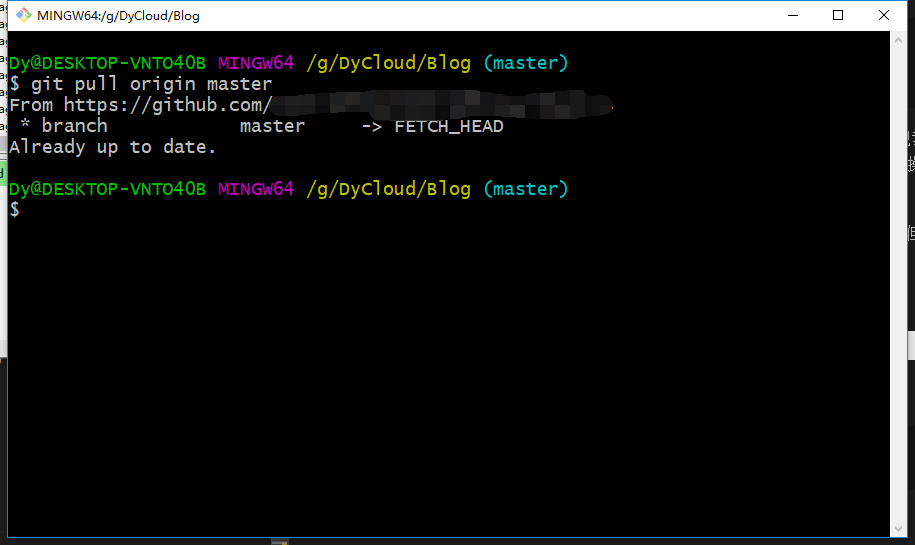 MINGW64:/g/DyCloud/Blog
Dy@DESKTOP-VNTO40B MINGW64 /g/DyCloud/Blog (master)
$ git pull origin master
From https://github.com/
 * branch            master     -> FETCH_HEAD
Already up to date.
Dy@DESKTOP-VNTO40B MINGW64 /g/DyCloud/Blog (master)
$